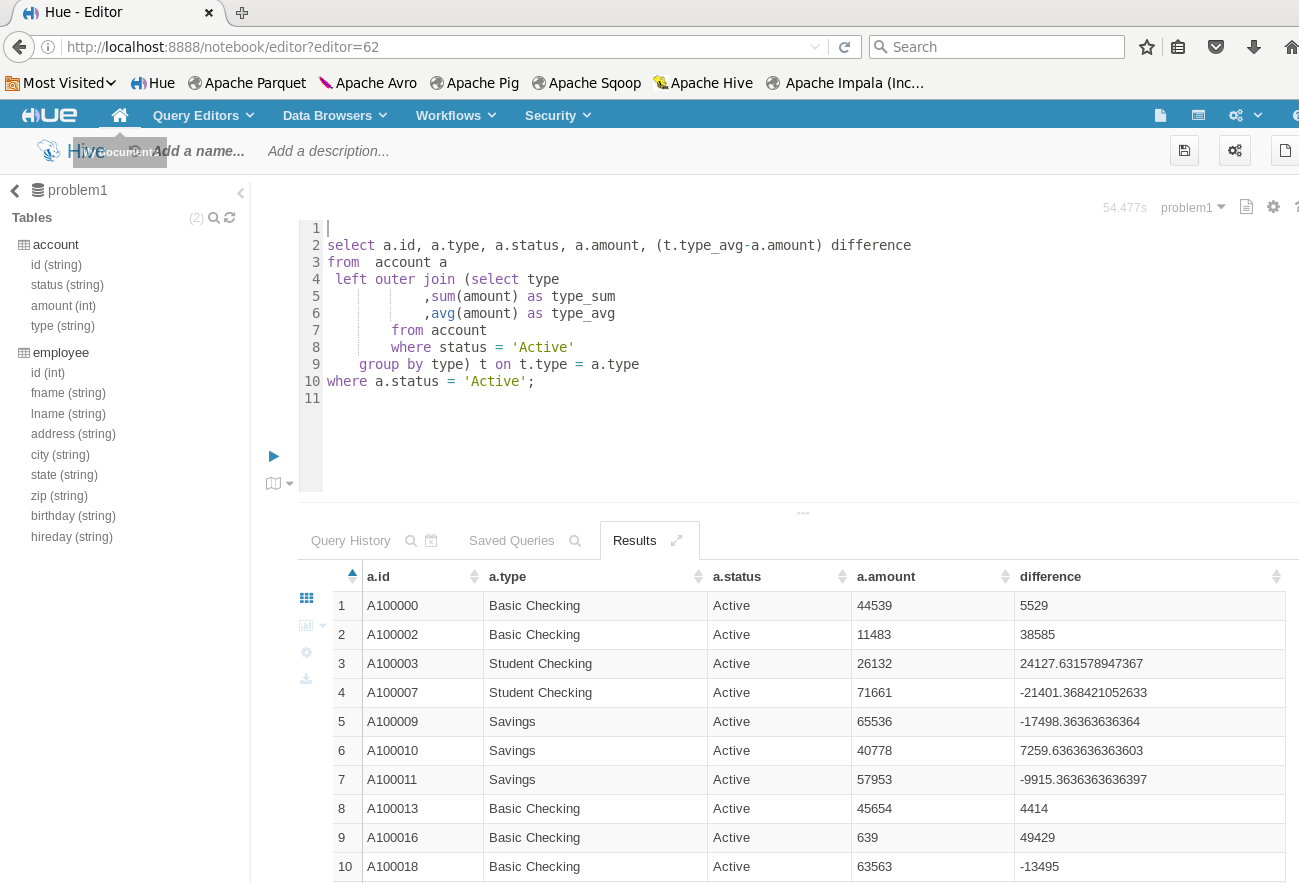 Hue - Editor
http://localhost:8888/notebook/editor?editor=62
Search
Most Visited Hue Apache Parquet Apache Avro Apache Pig Apache Sqoop Apache Hive Apache Impala (Inc...
HUE Query Editors Data Browsers Workflows Security
Hive Add a name... Add a description...
My documents
problem1
54.477s problem1
Tables (2)
account
id (string)
status (string)
amount (int)
type (string)
employee
id (int)
fname (string)
lname (string)
address (string)
city (string)
state (string)
zip (string)
birthday (string)
hireday (string)
1
2 select a.id, a.type, a.status, a.amount, (t.type_avg-a.amount) difference
3 from  account a
4  left outer join (select type
5             ,sum(amount) as type_sum
6             ,avg(amount) as type_avg
7         from account
8         where status = 'Active'
9     group by type) t on t.type = a.type
10 where a.status = 'Active';
11
Query History Saved Queries Results
a.id a.type a.status a.amount difference
1 A100000 Basic Checking Active 44539 5529
2 A100002 Basic Checking Active 11483 38585
3 A100003 Student Checking Active 26132 24127.631578947367
4 A100007 Student Checking Active 71661 -21401.368421052633
5 A100009 Savings Active 65536 -17498.36363636364
6 A100010 Savings Active 40778 7259.6363636363603
7 A100011 Savings Active 57953 -9915.3636363636397
8 A100013 Basic Checking Active 45654 4414
9 A100016 Basic Checking Active 639 49429
10 A100018 Basic Checking Active 63563 -13495